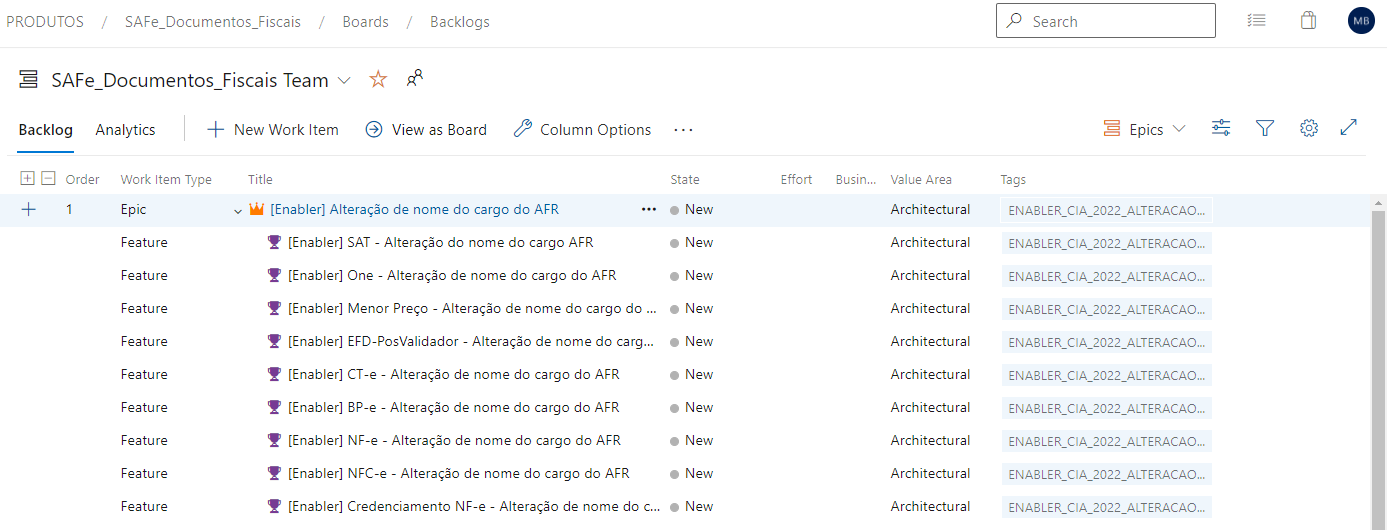 PRODUTOS / SAFe_Documentos_Fiscais / Boards / Backlogs Search MB
SAFe_Documentos_Fiscais Team
Backlog Analytics New Work Item View as Board Column Options ... Epics
Order Work Item Type Title State Effort Busin... Value Area Tags
1 Epic [Enabler] Alteração de nome do cargo do AFR ... New Architectural ENABLER_CIA_2022_ALTERACAO...
Feature [Enabler] SAT - Alteração do nome do cargo AFR New Architectural ENABLER_CIA_2022_ALTERACAO...
Feature [Enabler] One - Alteração de nome do cargo do AFR New Architectural ENABLER_CIA_2022_ALTERACAO...
Feature [Enabler] Menor Preço - Alteração de nome do cargo do ... New Architectural ENABLER_CIA_2022_ALTERACAO...
Feature [Enabler] EFD-PosValidador - Alteração de nome do carg... New Architectural ENABLER_CIA_2022_ALTERACAO...
Feature [Enabler] CT-e - Alteração de nome do cargo do AFR New Architectural ENABLER_CIA_2022_ALTERACAO...
Feature [Enabler] BP-e - Alteração de nome do cargo do AFR New Architectural ENABLER_CIA_2022_ALTERACAO...
Feature [Enabler] NF-e - Alteração de nome do cargo do AFR New Architectural ENABLER_CIA_2022_ALTERACAO...
Feature [Enabler] NFC-e - Alteração de nome do cargo do AFR New Architectural ENABLER_CIA_2022_ALTERACAO...
Feature [Enabler] Credenciamento NF-e - Alteração de nome do c... New Architectural ENABLER_CIA_2022_ALTERACAO...